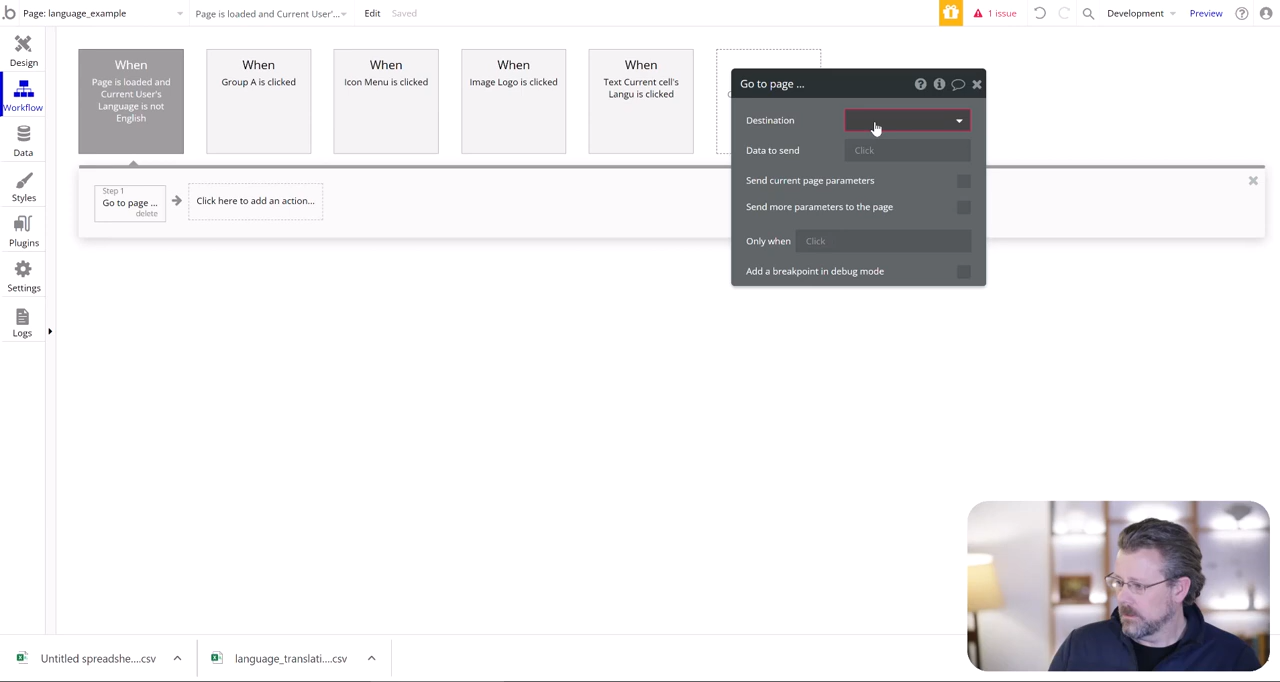 b Page: language_example
Page is loaded and Current User'...
Edit
Saved
1 issue
Development
Preview
Design
Workflow
Data
Styles
Plugins
Settings
Logs
When
Page is loaded and
Current User's
Language is not
English
When
Group A is clicked
When
Icon Menu is clicked
When
Image Logo is clicked
When
Text Current cell's
Langu is clicked
Step 1
Go to page ...
delete
Click here to add an action...
Go to page ...
Destination
Data to send
Click
Send current page parameters
Send more parameters to the page
Only when
Click
Add a breakpoint in debug mode
Untitled spreadshe....csv
language_translati....csv